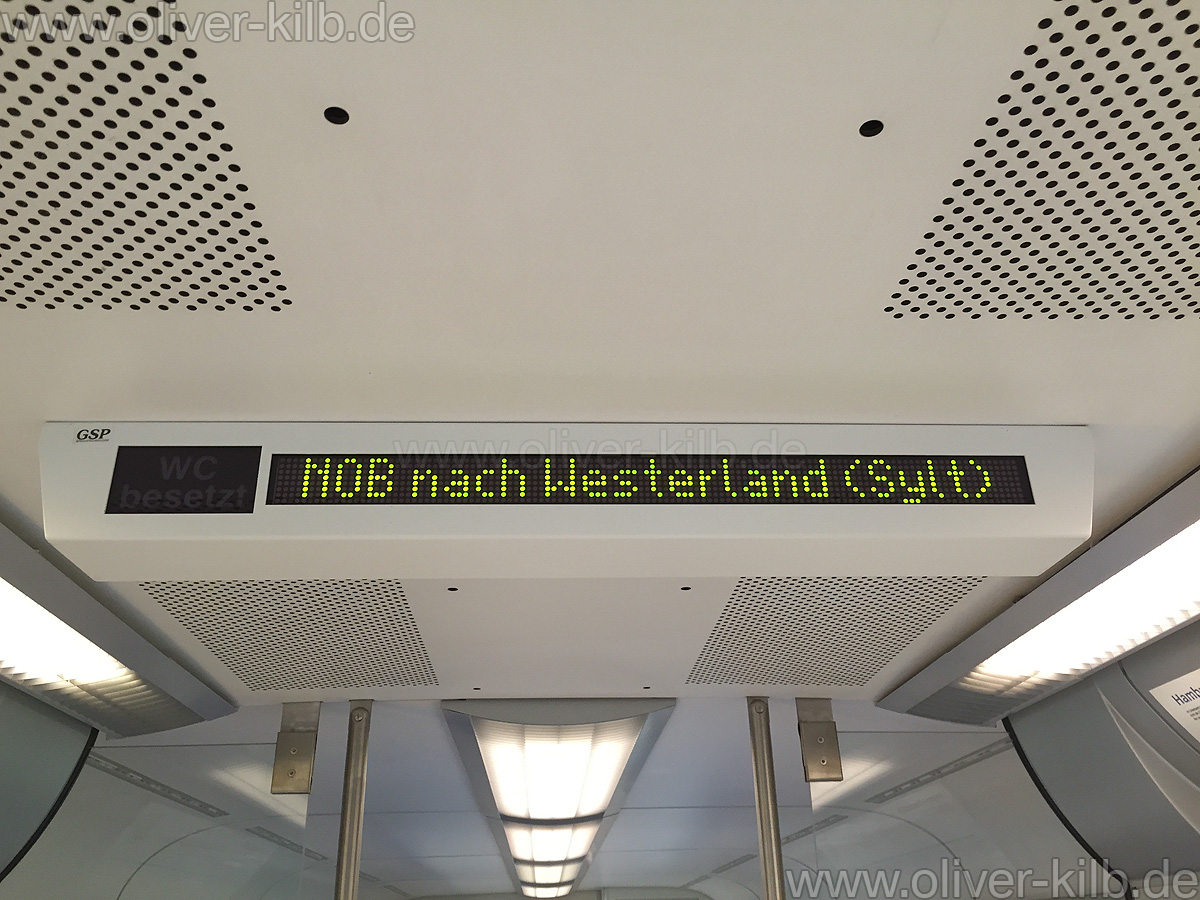 www.oliver-kilb.de
GSP
www.oliver-kilb.de
WC
besetzt
NOB nach Westerland (Sylt)
www.oliver-kilb.de